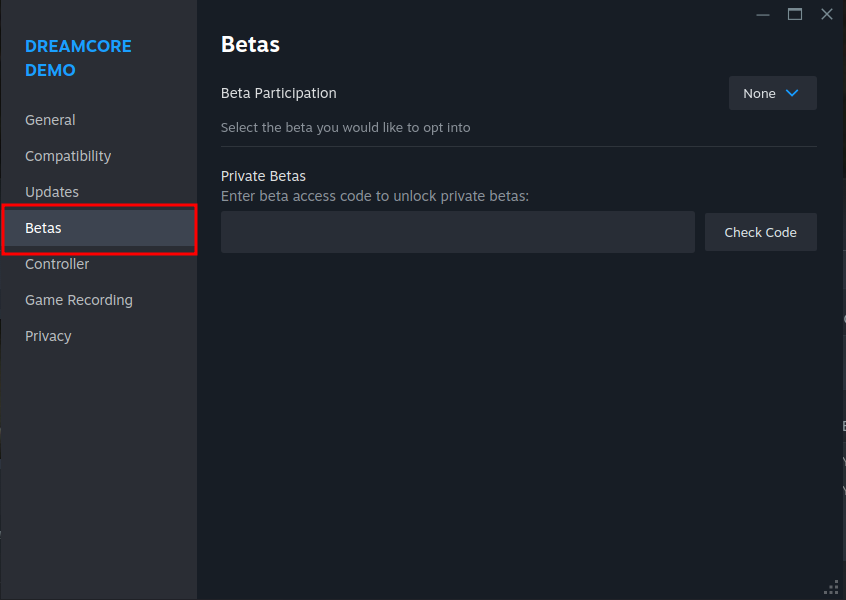 DREAMCORE
DEMO
General
Compatibility
Updates
Betas
Controller
Game Recording
Privacy
Betas
Beta Participation
None
Select the beta you would like to opt into
Private Betas
Enter beta access code to unlock private betas:
Check Code